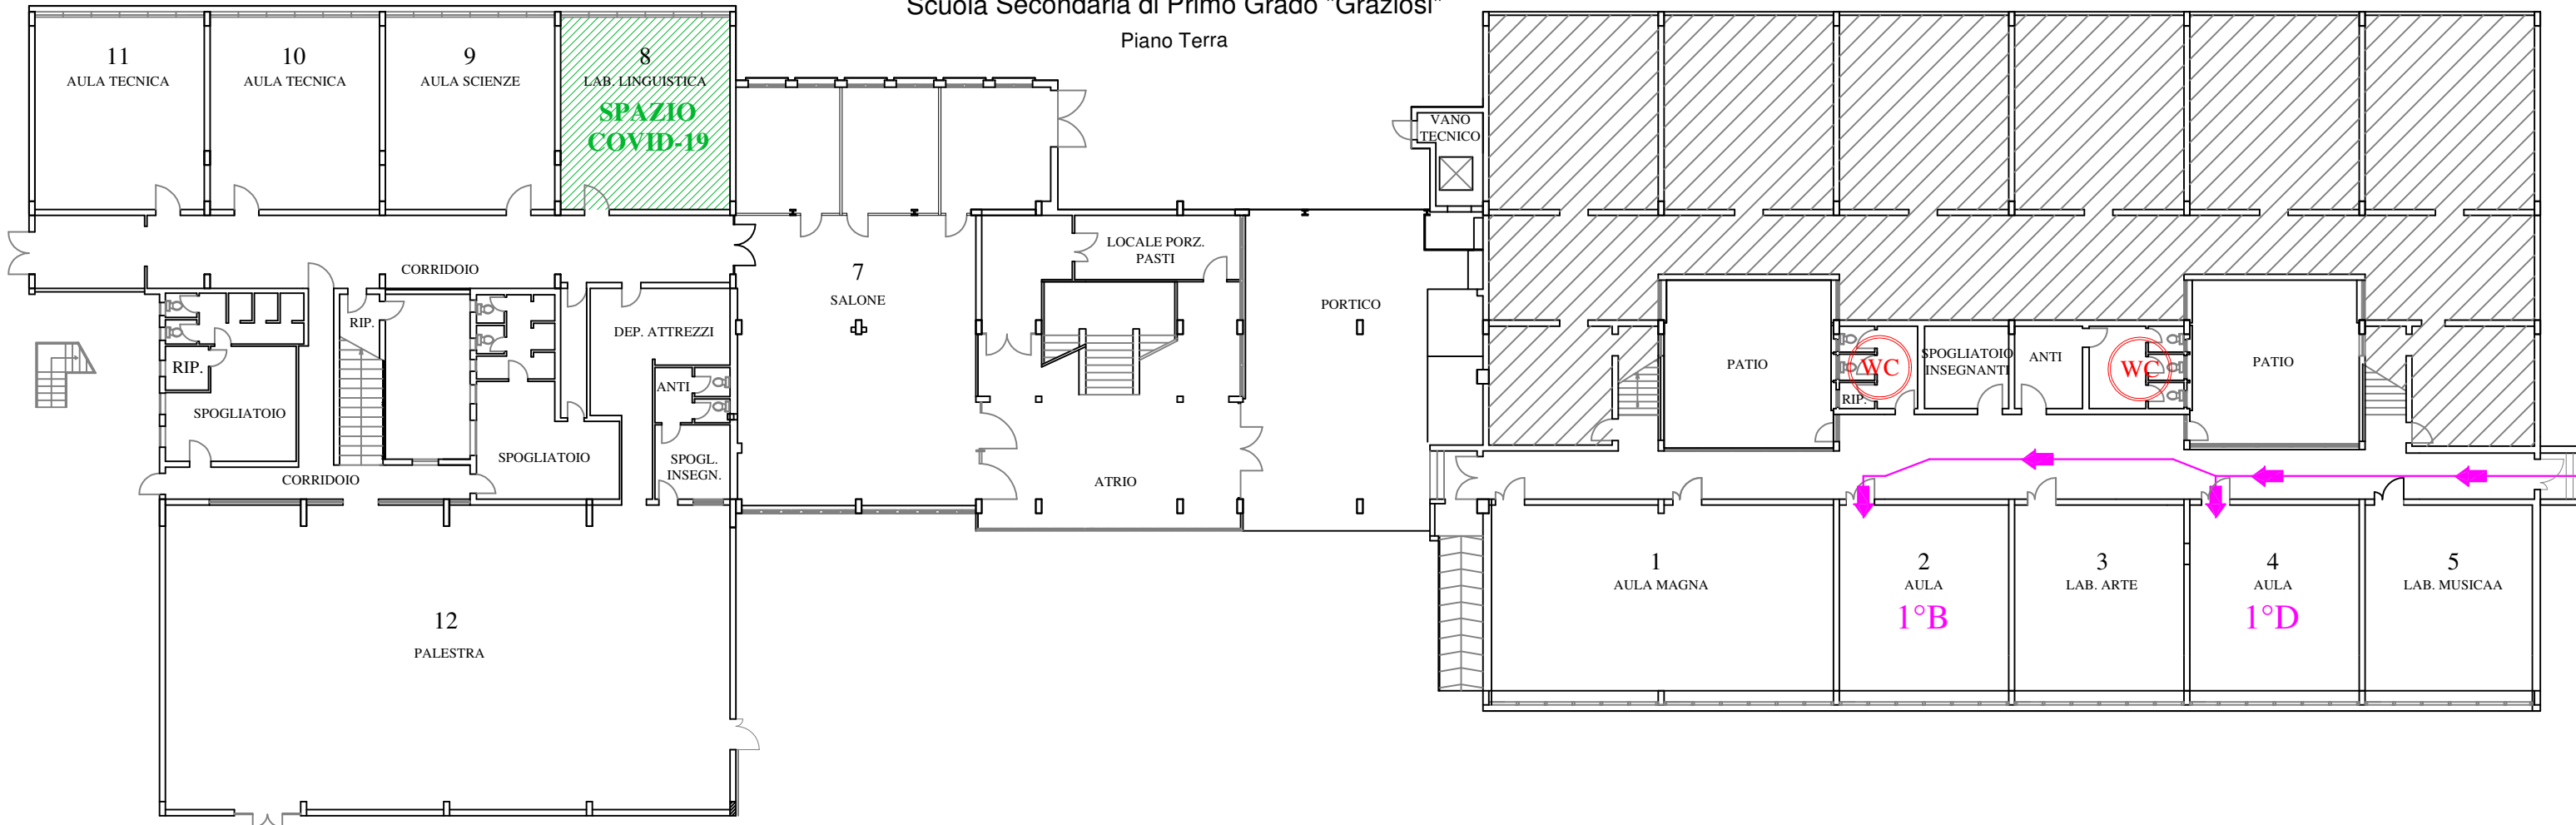 Scuola Secondaria di Primo Grado "Graziosi"
Piano Terra
11
AULA TECNICA
10
AULA TECNICA
9
AULA SCIENZE
8
LAB. LINGUISTICA
SPAZIO
COVID-19
VANO
TECNICO
CORRIDOIO
7
SALONE
LOCALE PORZ.
PASTI
PORTICO
RIP.
DEP. ATTREZZI
RIP.
SPOGLIATOIO
ANTI
SPOGLIATOIO
SPOGL.
INSEGN.
CORRIDOIO
ATRIO
PATIO
WC
RIP.
SPOGLIATOIO
INSEGNANTI
ANTI
WC
PATIO
12
PALESTRA
1
AULA MAGNA
2
AULA
1°B
3
LAB. ARTE
4
AULA
1°D
5
LAB. MUSICAA